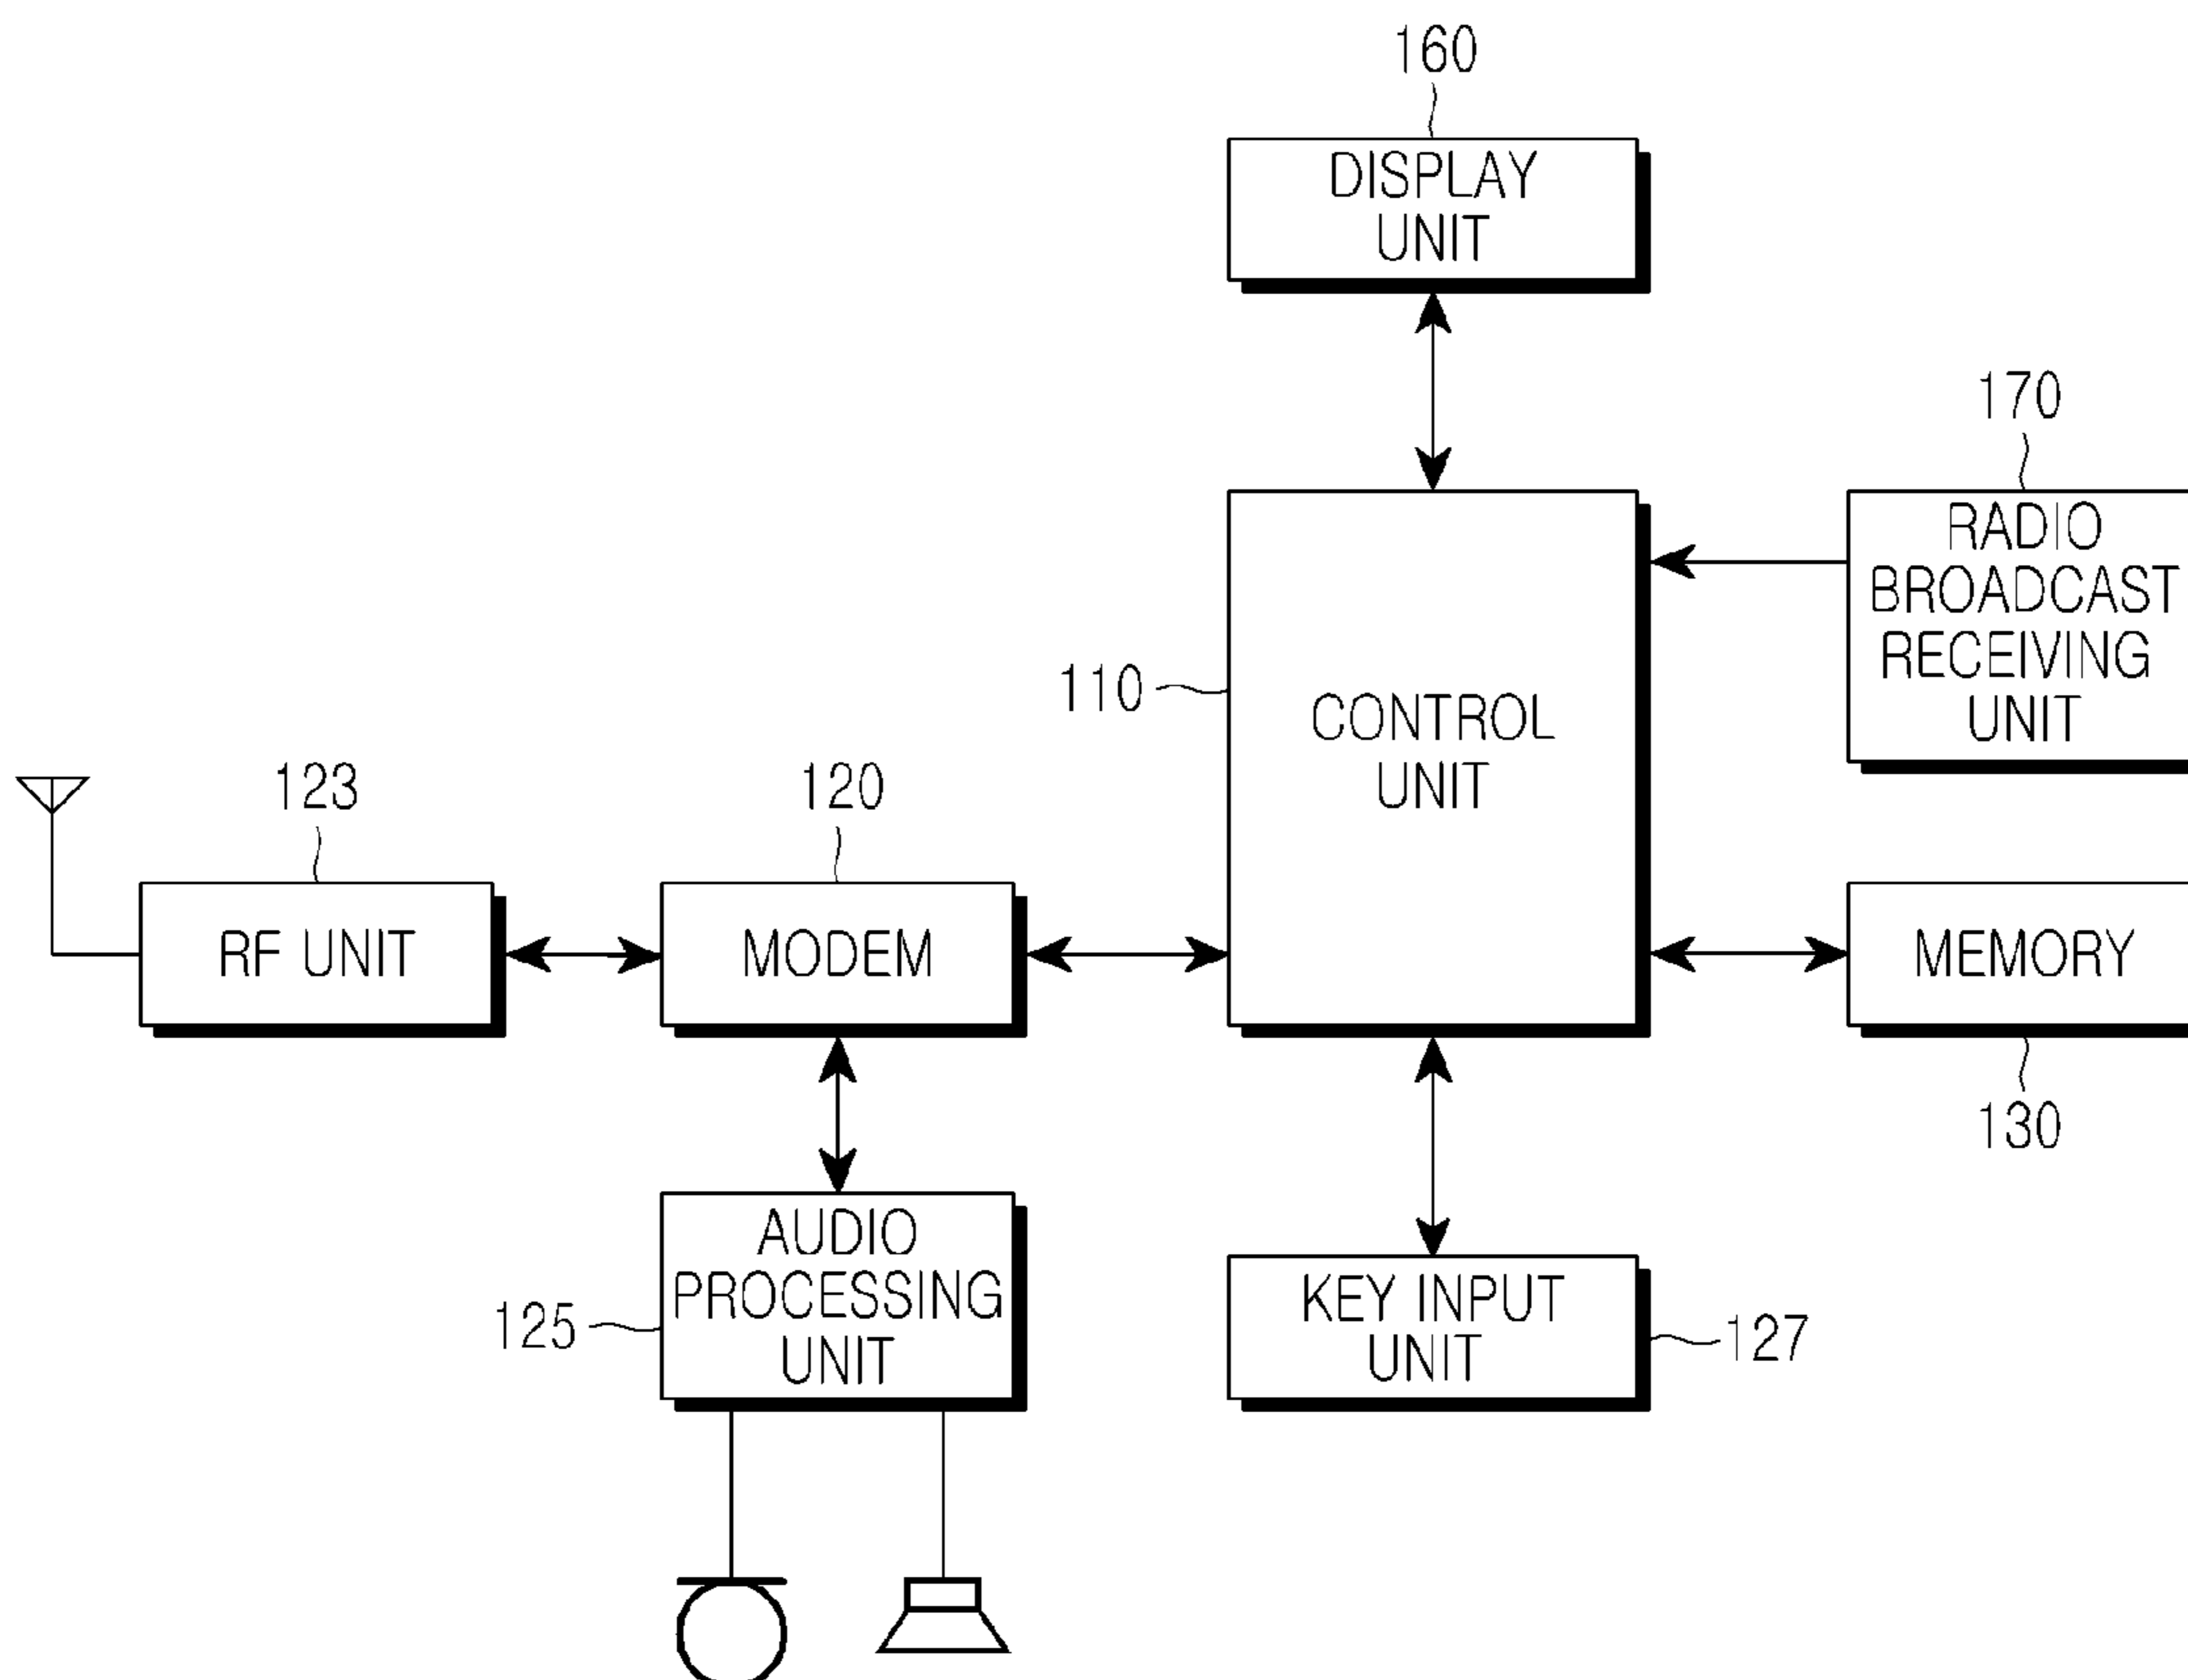 160
DISPLAY
UNIT
170
RADIO
BROADCAST
RECEIVING
UNIT
110
CONTROL
UNIT
123
120
RF UNIT
MODEM
MEMORY
130
AUDIO
PROCESSING
UNIT
125
KEY INPUT
UNIT
127